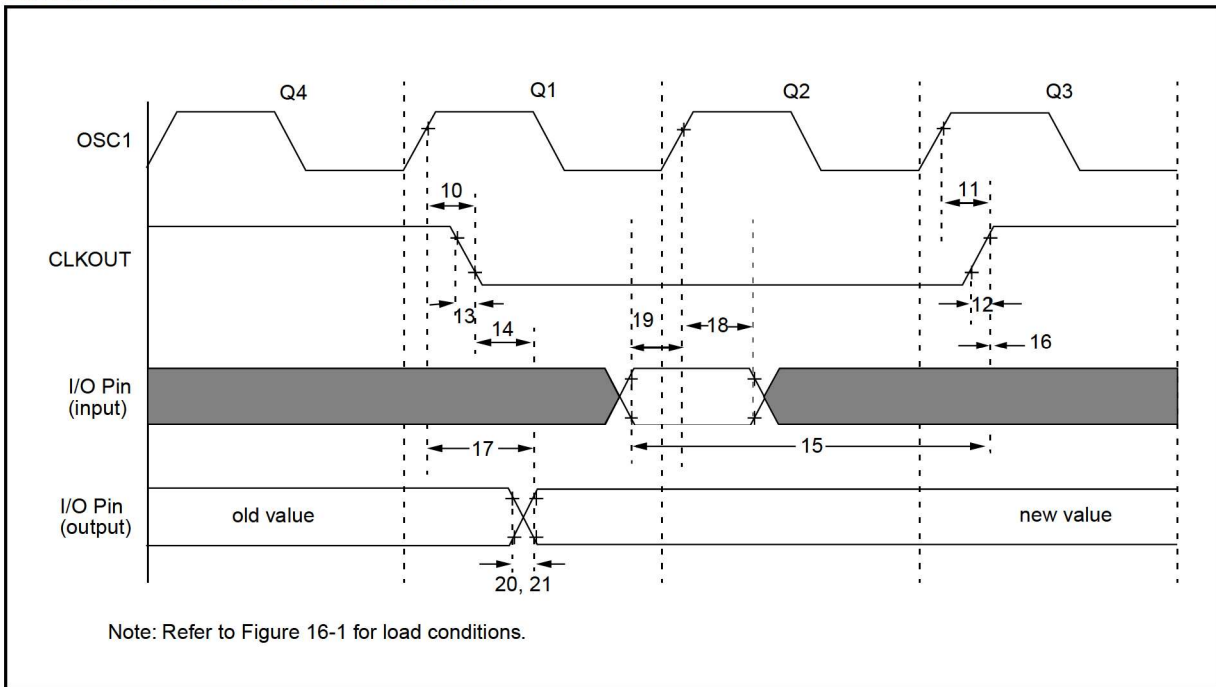 Q4
Q1
Q2
Q3
OSC1
10
11
CLKOUT
13
12
14
19
18
16
I/O Pin
(input)
17
15
I/O Pin
(output)
old value
new value
20, 21
Note: Refer to Figure 16-1 for load conditions.